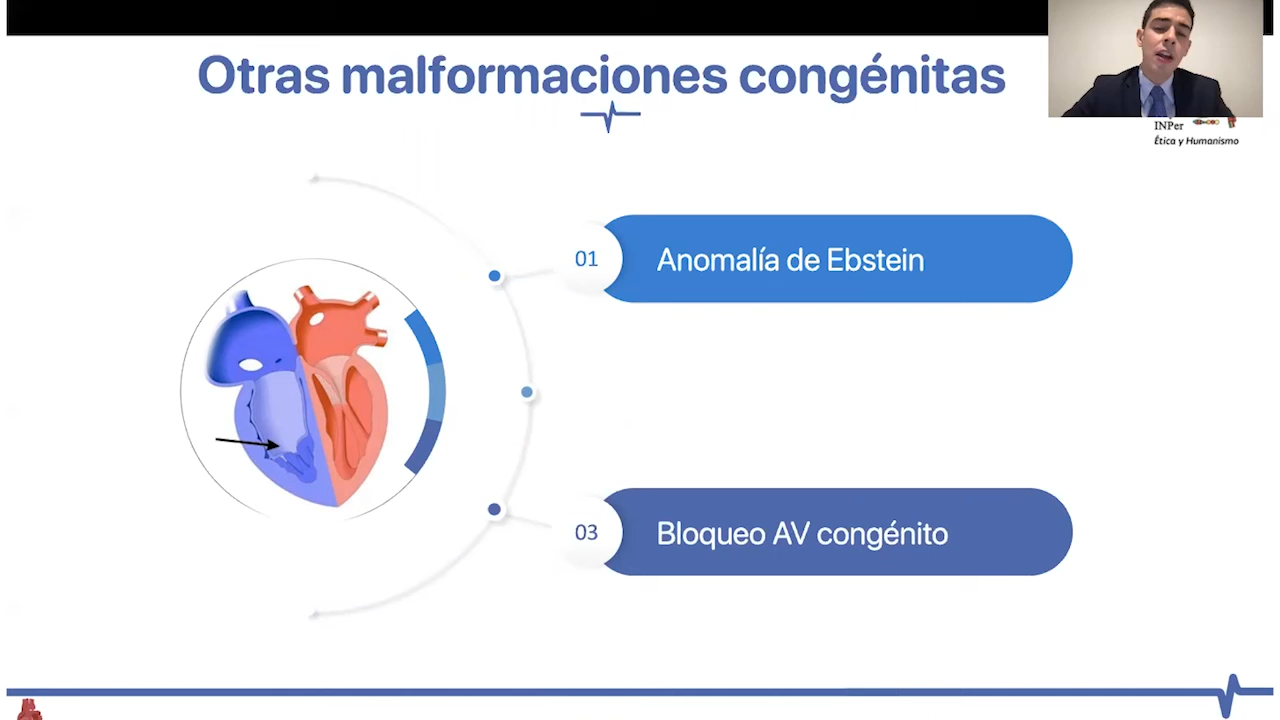 Otras malformaciones congénitas
INPer
Ética y Humanismo
01
Anomalía de Ebstein
03
Bloqueo AV congénito